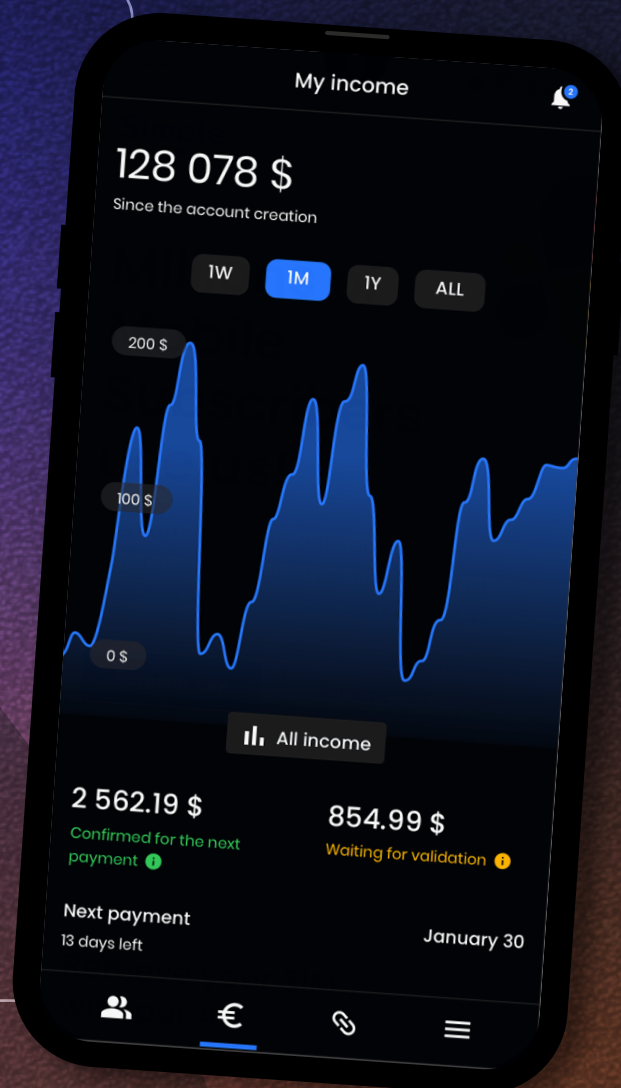 My income
2
128 078 $
Since the account creation
1W 1M 1Y ALL
200 $
100 $
0 $
All income
2 562.19 $
Confirmed for the next
payment
854.99 $
Waiting for validation
Next payment
13 days left
January 30
€